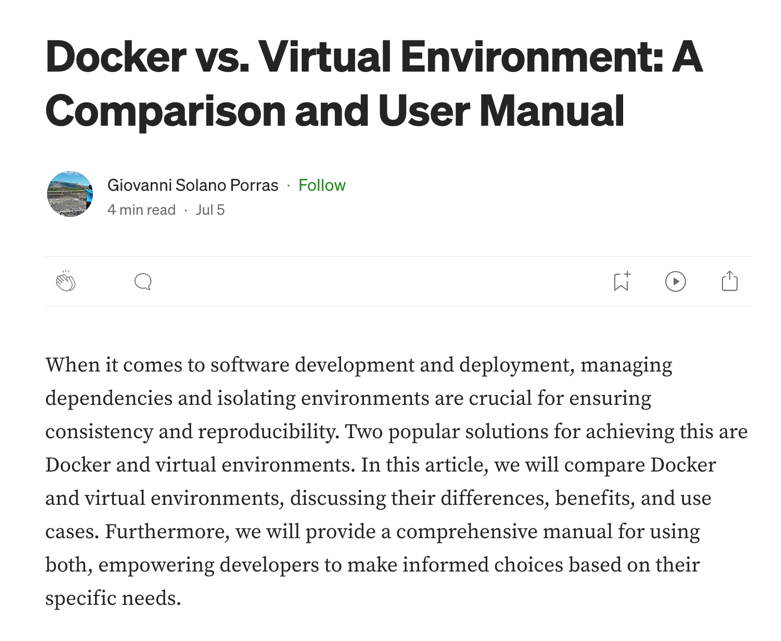 Docker vs. Virtual Environment: A
Comparison and User Manual
Giovanni Solano Porras · Follow
4 min read · Jul 5
When it comes to software development and deployment, managing
dependencies and isolating environments are crucial for ensuring
consistency and reproducibility. Two popular solutions for achieving this are
Docker and virtual environments. In this article, we will compare Docker
and virtual environments, discussing their differences, benefits, and use
cases. Furthermore, we will provide a comprehensive manual for using
both, empowering developers to make informed choices based on their
specific needs.